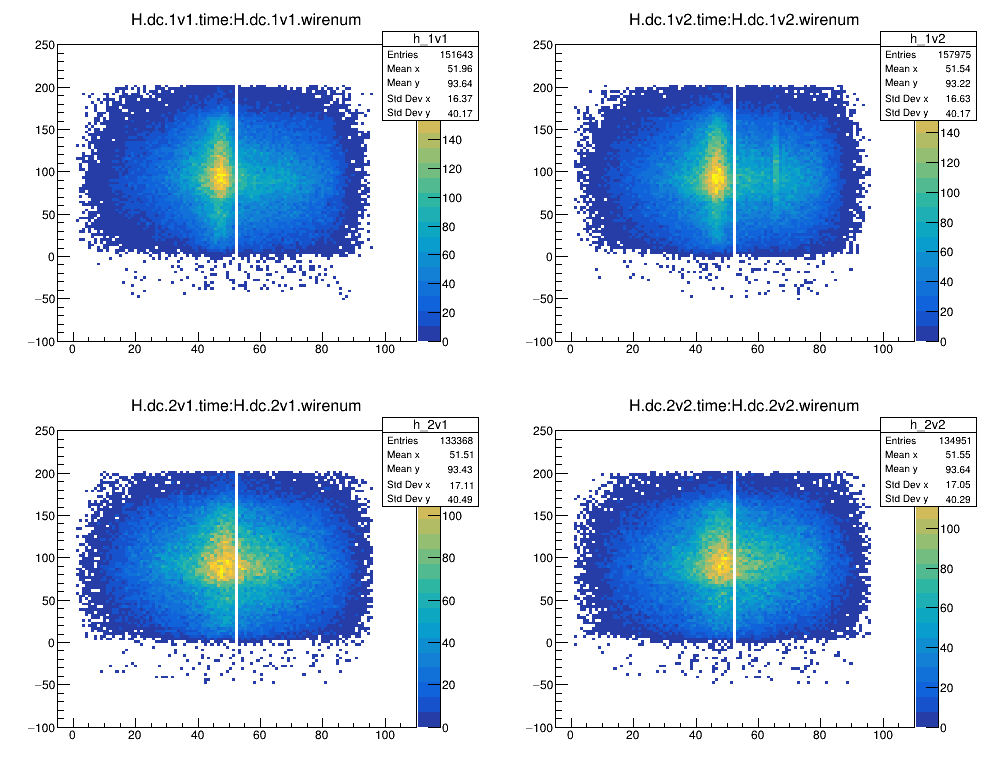 H.dc.1v1.time:H.dc.1v1.wirenum
h_1v1
Entries 151643
Mean x 51.96
Mean y 93.64
Std Dev x 16.37
Std Dev y 40.17
250
200
150
100
50
0
−50
−100
0 20 40 60 80 100
140
120
100
80
60
40
20
0
H.dc.1v2.time:H.dc.1v2.wirenum
h_1v2
Entries 157975
Mean x 51.54
Mean y 93.22
Std Dev x 16.63
Std Dev y 40.17
250
200
150
100
50
0
−50
−100
0 20 40 60 80 100
140
120
100
80
60
40
20
0
H.dc.2v1.time:H.dc.2v1.wirenum
h_2v1
Entries 133368
Mean x 51.51
Mean y 93.43
Std Dev x 17.11
Std Dev y 40.49
250
200
150
100
50
0
−50
−100
0 20 40 60 80 100
100
80
60
40
20
0
H.dc.2v2.time:H.dc.2v2.wirenum
h_2v2
Entries 134951
Mean x 51.55
Mean y 93.64
Std Dev x 17.05
Std Dev y 40.29
250
200
150
100
50
0
−50
−100
0 20 40 60 80 100
100
80
60
40
20
0